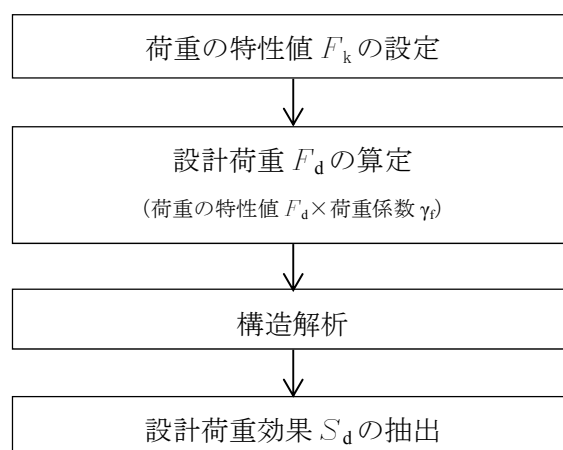 荷重の特性値 Fk の設定
設計荷重 Fd の算定
(荷重の特性値 Fd×荷重係数 γf)
構造解析
設計荷重効果 Sd の抽出